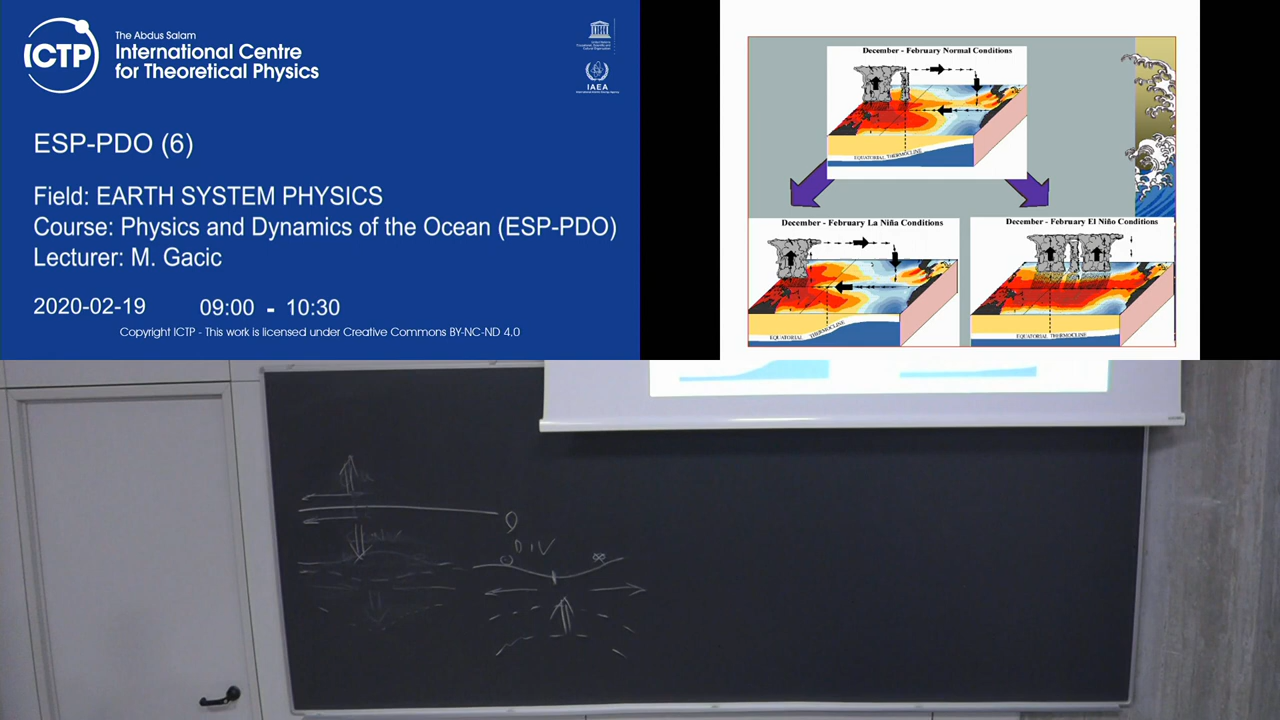 ICTP
The Abdus Salam
International Centre
for Theoretical Physics
IAEA
ESP-PDO (6)
Field: EARTH SYSTEM PHYSICS
Course: Physics and Dynamics of the Ocean (ESP-PDO)
Lecturer: M. Gacic
2020-02-19 09:00 - 10:30
Copyright ICTP - This work is licensed under Creative Commons BY-NC-ND 4.0
December - February Normal Conditions
EQUATORIAL THERMOCLINE
December - February La Niña Conditions
EQUATORIAL THERMOCLINE
December - February El Niño Conditions
EQUATORIAL THERMOCLINE
DIV